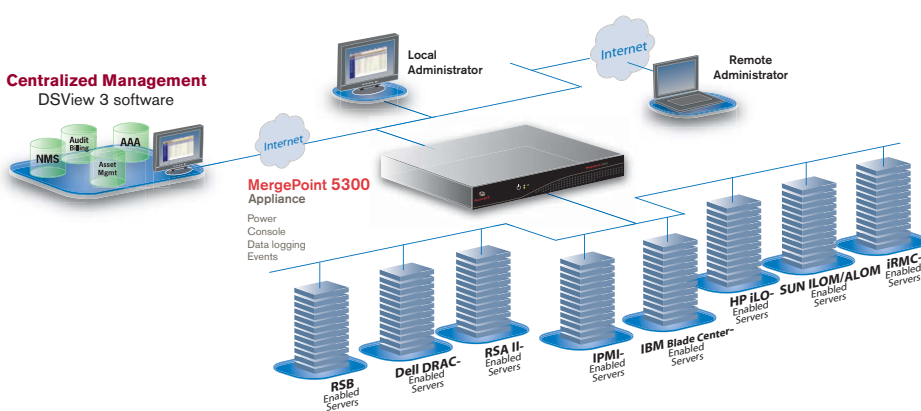 Centralized Management
DSView 3 software
NMS
Audit
Billing
AAA
Asset
Mgmt
Internet
Local
Administrator
Internet
Remote
Administrator
MergePoint 5300
Appliance
Power
Console
Data logging
Events
RSB
Enabled
Servers
Dell DRAC-
Enabled
Servers
RSA II-
Enabled
Servers
IPMI-
Enabled
Servers
IBM Blade Center-
Enabled
Servers
HP iLO-
Enabled
Servers
SUN ILOM/ALOM
Enabled
Servers
iRMC-
Enabled
Servers